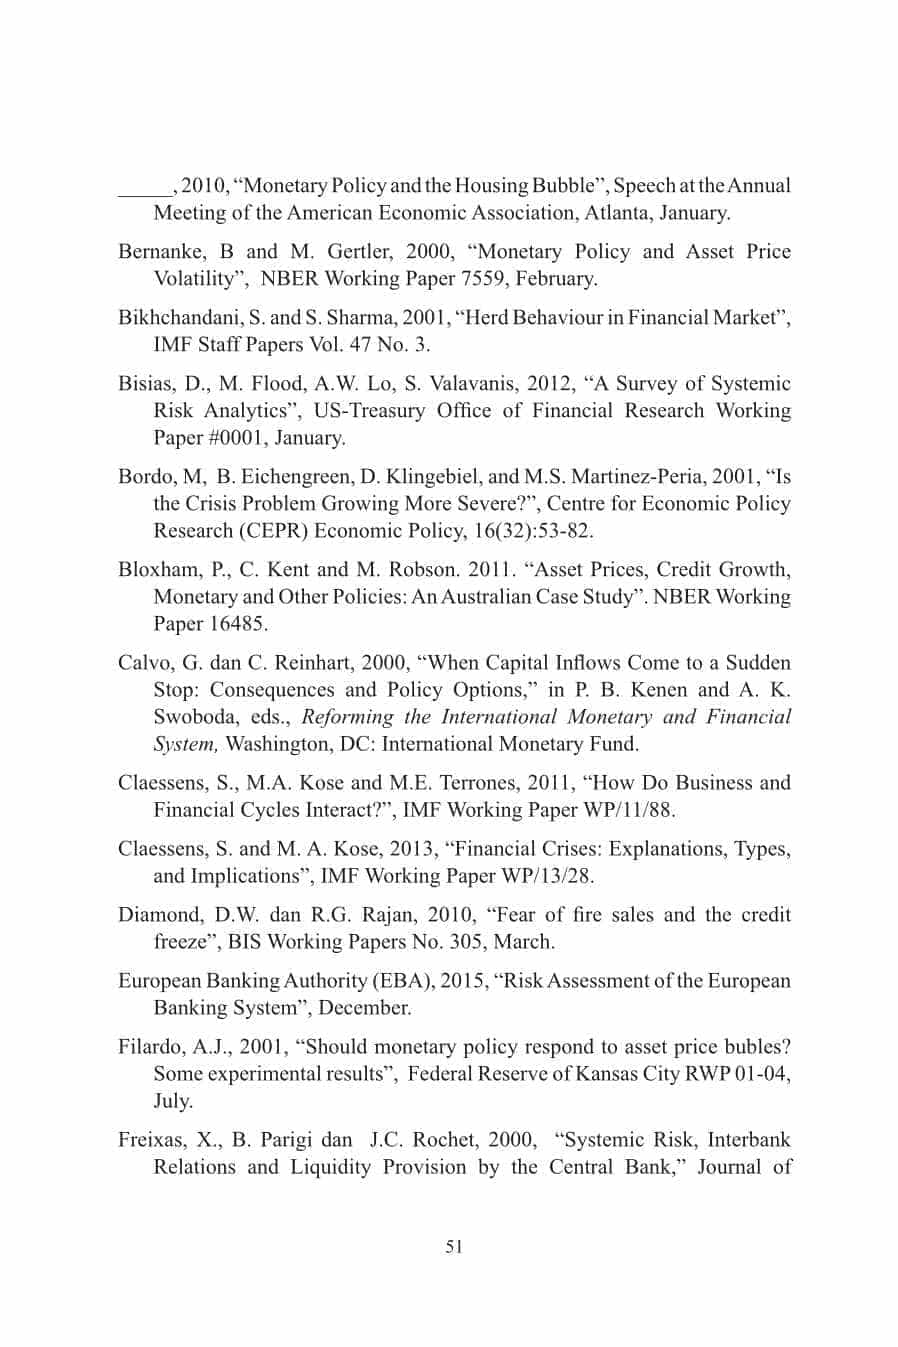 _____, 2010, “Monetary Policy and the Housing Bubble”, Speech at the Annual
Meeting of the American Economic Association, Atlanta, January.
Bernanke, B and M. Gertler, 2000, “Monetary Policy and Asset Price
Volatility”, NBER Working Paper 7559, February.
Bikhchandani, S. and S. Sharma, 2001, “Herd Behaviour in Financial Market”,
IMF Staff Papers Vol. 47 No. 3.
Bisias, D., M. Flood, A.W. Lo, S. Valavanis, 2012, “A Survey of Systemic
Risk Analytics”, US-Treasury Office of Financial Research Working
Paper #0001, January.
Bordo, M, B. Eichengreen, D. Klingebiel, and M.S. Martinez-Peria, 2001, “Is
the Crisis Problem Growing More Severe?”, Centre for Economic Policy
Research (CEPR) Economic Policy, 16(32):53-82.
Bloxham, P., C. Kent and M. Robson. 2011. “Asset Prices, Credit Growth,
Monetary and Other Policies: An Australian Case Study”. NBER Working
Paper 16485.
Calvo, G. dan C. Reinhart, 2000, “When Capital Inflows Come to a Sudden
Stop: Consequences and Policy Options,” in P. B. Kenen and A. K.
Swoboda, eds., Reforming the International Monetary and Financial
System, Washington, DC: International Monetary Fund.
Claessens, S., M.A. Kose and M.E. Terrones, 2011, “How Do Business and
Financial Cycles Interact?”, IMF Working Paper WP/11/88.
Claessens, S. and M. A. Kose, 2013, “Financial Crises: Explanations, Types,
and Implications”, IMF Working Paper WP/13/28.
Diamond, D.W. dan R.G. Rajan, 2010, “Fear of fire sales and the credit
freeze”, BIS Working Papers No. 305, March.
European Banking Authority (EBA), 2015, “Risk Assessment of the European
Banking System”, December.
Filardo, A.J., 2001, “Should monetary policy respond to asset price bubles?
Some experimental results”, Federal Reserve of Kansas City RWP 01-04,
July.
Freixas, X., B. Parigi dan J.C. Rochet, 2000, “Systemic Risk, Interbank
Relations and Liquidity Provision by the Central Bank,” Journal of
51